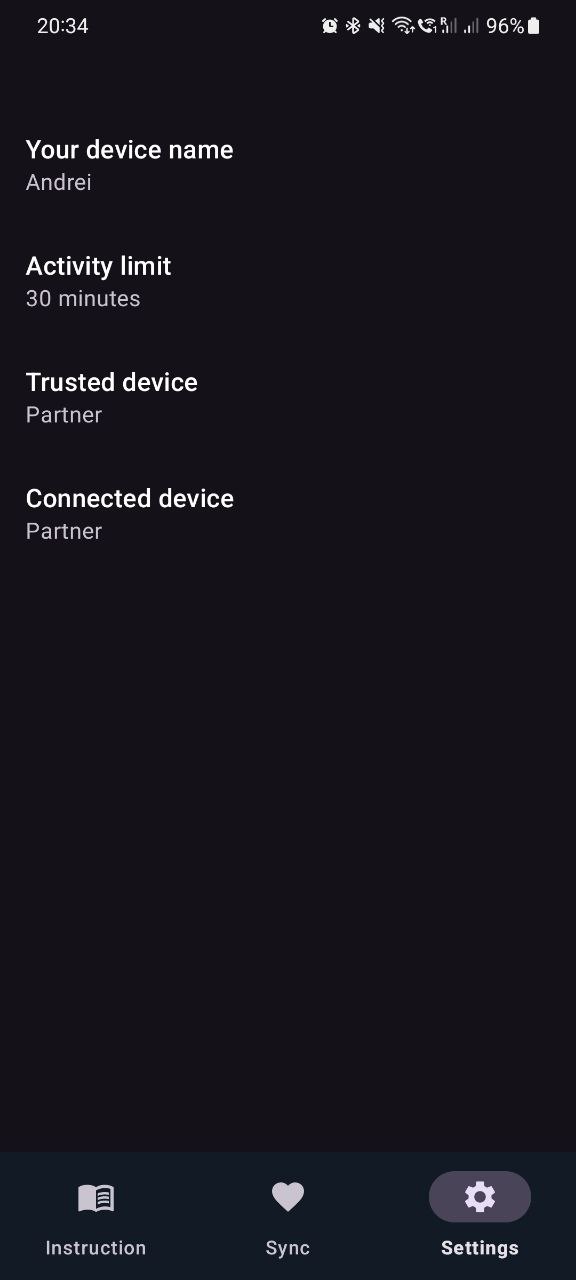 20:34
96%
Your device name
Andrei
Activity limit
30 minutes
Trusted device
Partner
Connected device
Partner
Instruction
Sync
Settings